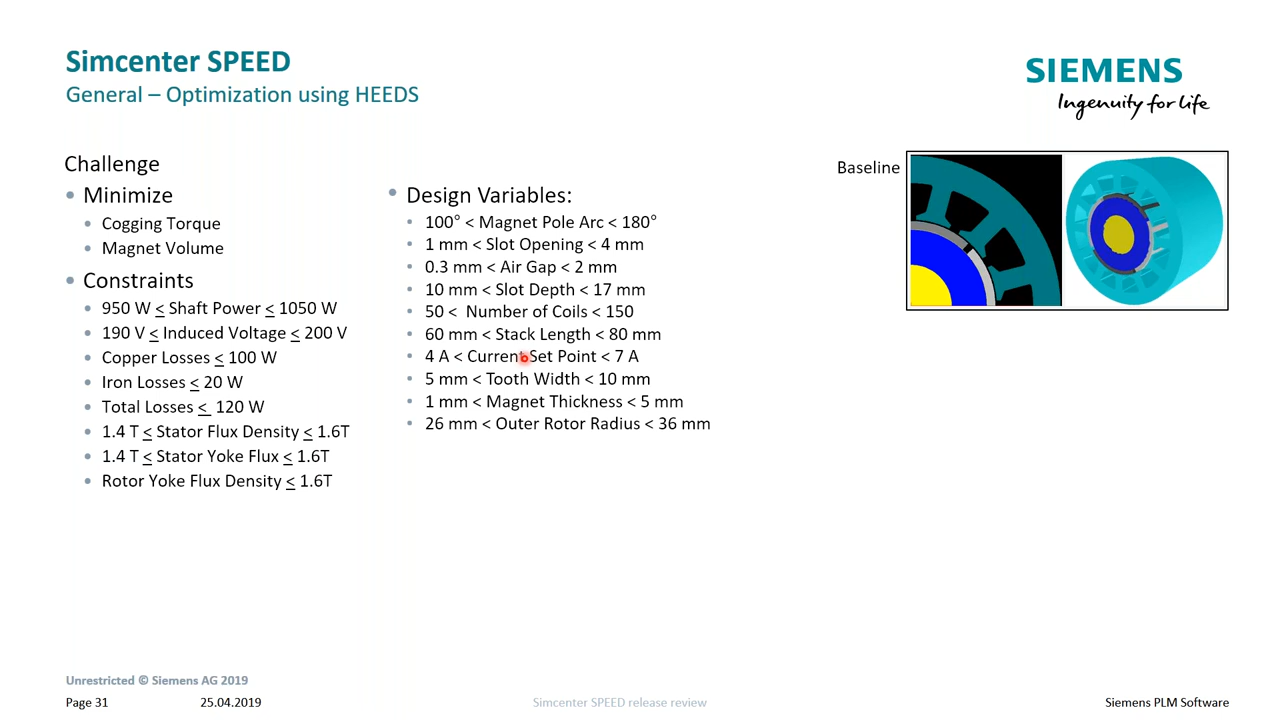 Simcenter SPEED
General – Optimization using HEEDS
SIEMENS
Ingenuity for life
Challenge
Minimize
Cogging Torque
Magnet Volume
Constraints
950 W ≤ Shaft Power ≤ 1050 W
190 V ≤ Induced Voltage ≤ 200 V
Copper Losses ≤ 100 W
Iron Losses ≤ 20 W
Total Losses ≤ 120 W
1.4 T ≤ Stator Flux Density ≤ 1.6T
1.4 T ≤ Stator Yoke Flux ≤ 1.6T
Rotor Yoke Flux Density ≤ 1.6T
Design Variables:
100° < Magnet Pole Arc < 180°
1 mm < Slot Opening < 4 mm
0.3 mm < Air Gap < 2 mm
10 mm < Slot Depth < 17 mm
50 < Number of Coils < 150
60 mm < Stack Length < 80 mm
4 A < Current Set Point < 7 A
5 mm < Tooth Width < 10 mm
1 mm < Magnet Thickness < 5 mm
26 mm < Outer Rotor Radius < 36 mm
Baseline
Unrestricted © Siemens AG 2019
Page 31 25.04.2019 Simcenter SPEED release review Siemens PLM Software